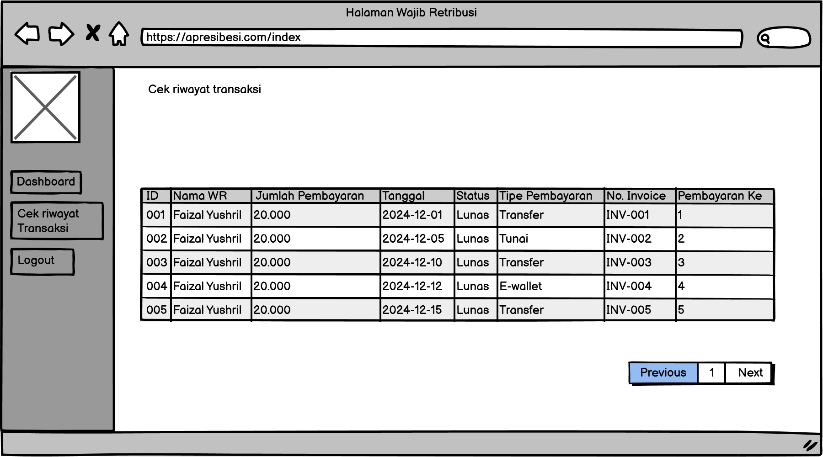 Halaman Wajib Retribusi
https://apresibesi.com/index
Cek riwayat transaksi
Dashboard
Cek riwayat
Transaksi
Logout
ID Nama WR Jumlah Pembayaran Tanggal Status Tipe Pembayaran No. Invoice Pembayaran Ke
001 Faizal Yushril 20.000 2024-12-01 Lunas Transfer INV-001 1
002 Faizal Yushril 20.000 2024-12-05 Lunas Tunai INV-002 2
003 Faizal Yushril 20.000 2024-12-10 Lunas Transfer INV-003 3
004 Faizal Yushril 20.000 2024-12-12 Lunas E-wallet INV-004 4
005 Faizal Yushril 20.000 2024-12-15 Lunas Transfer INV-005 5
Previous 1 Next